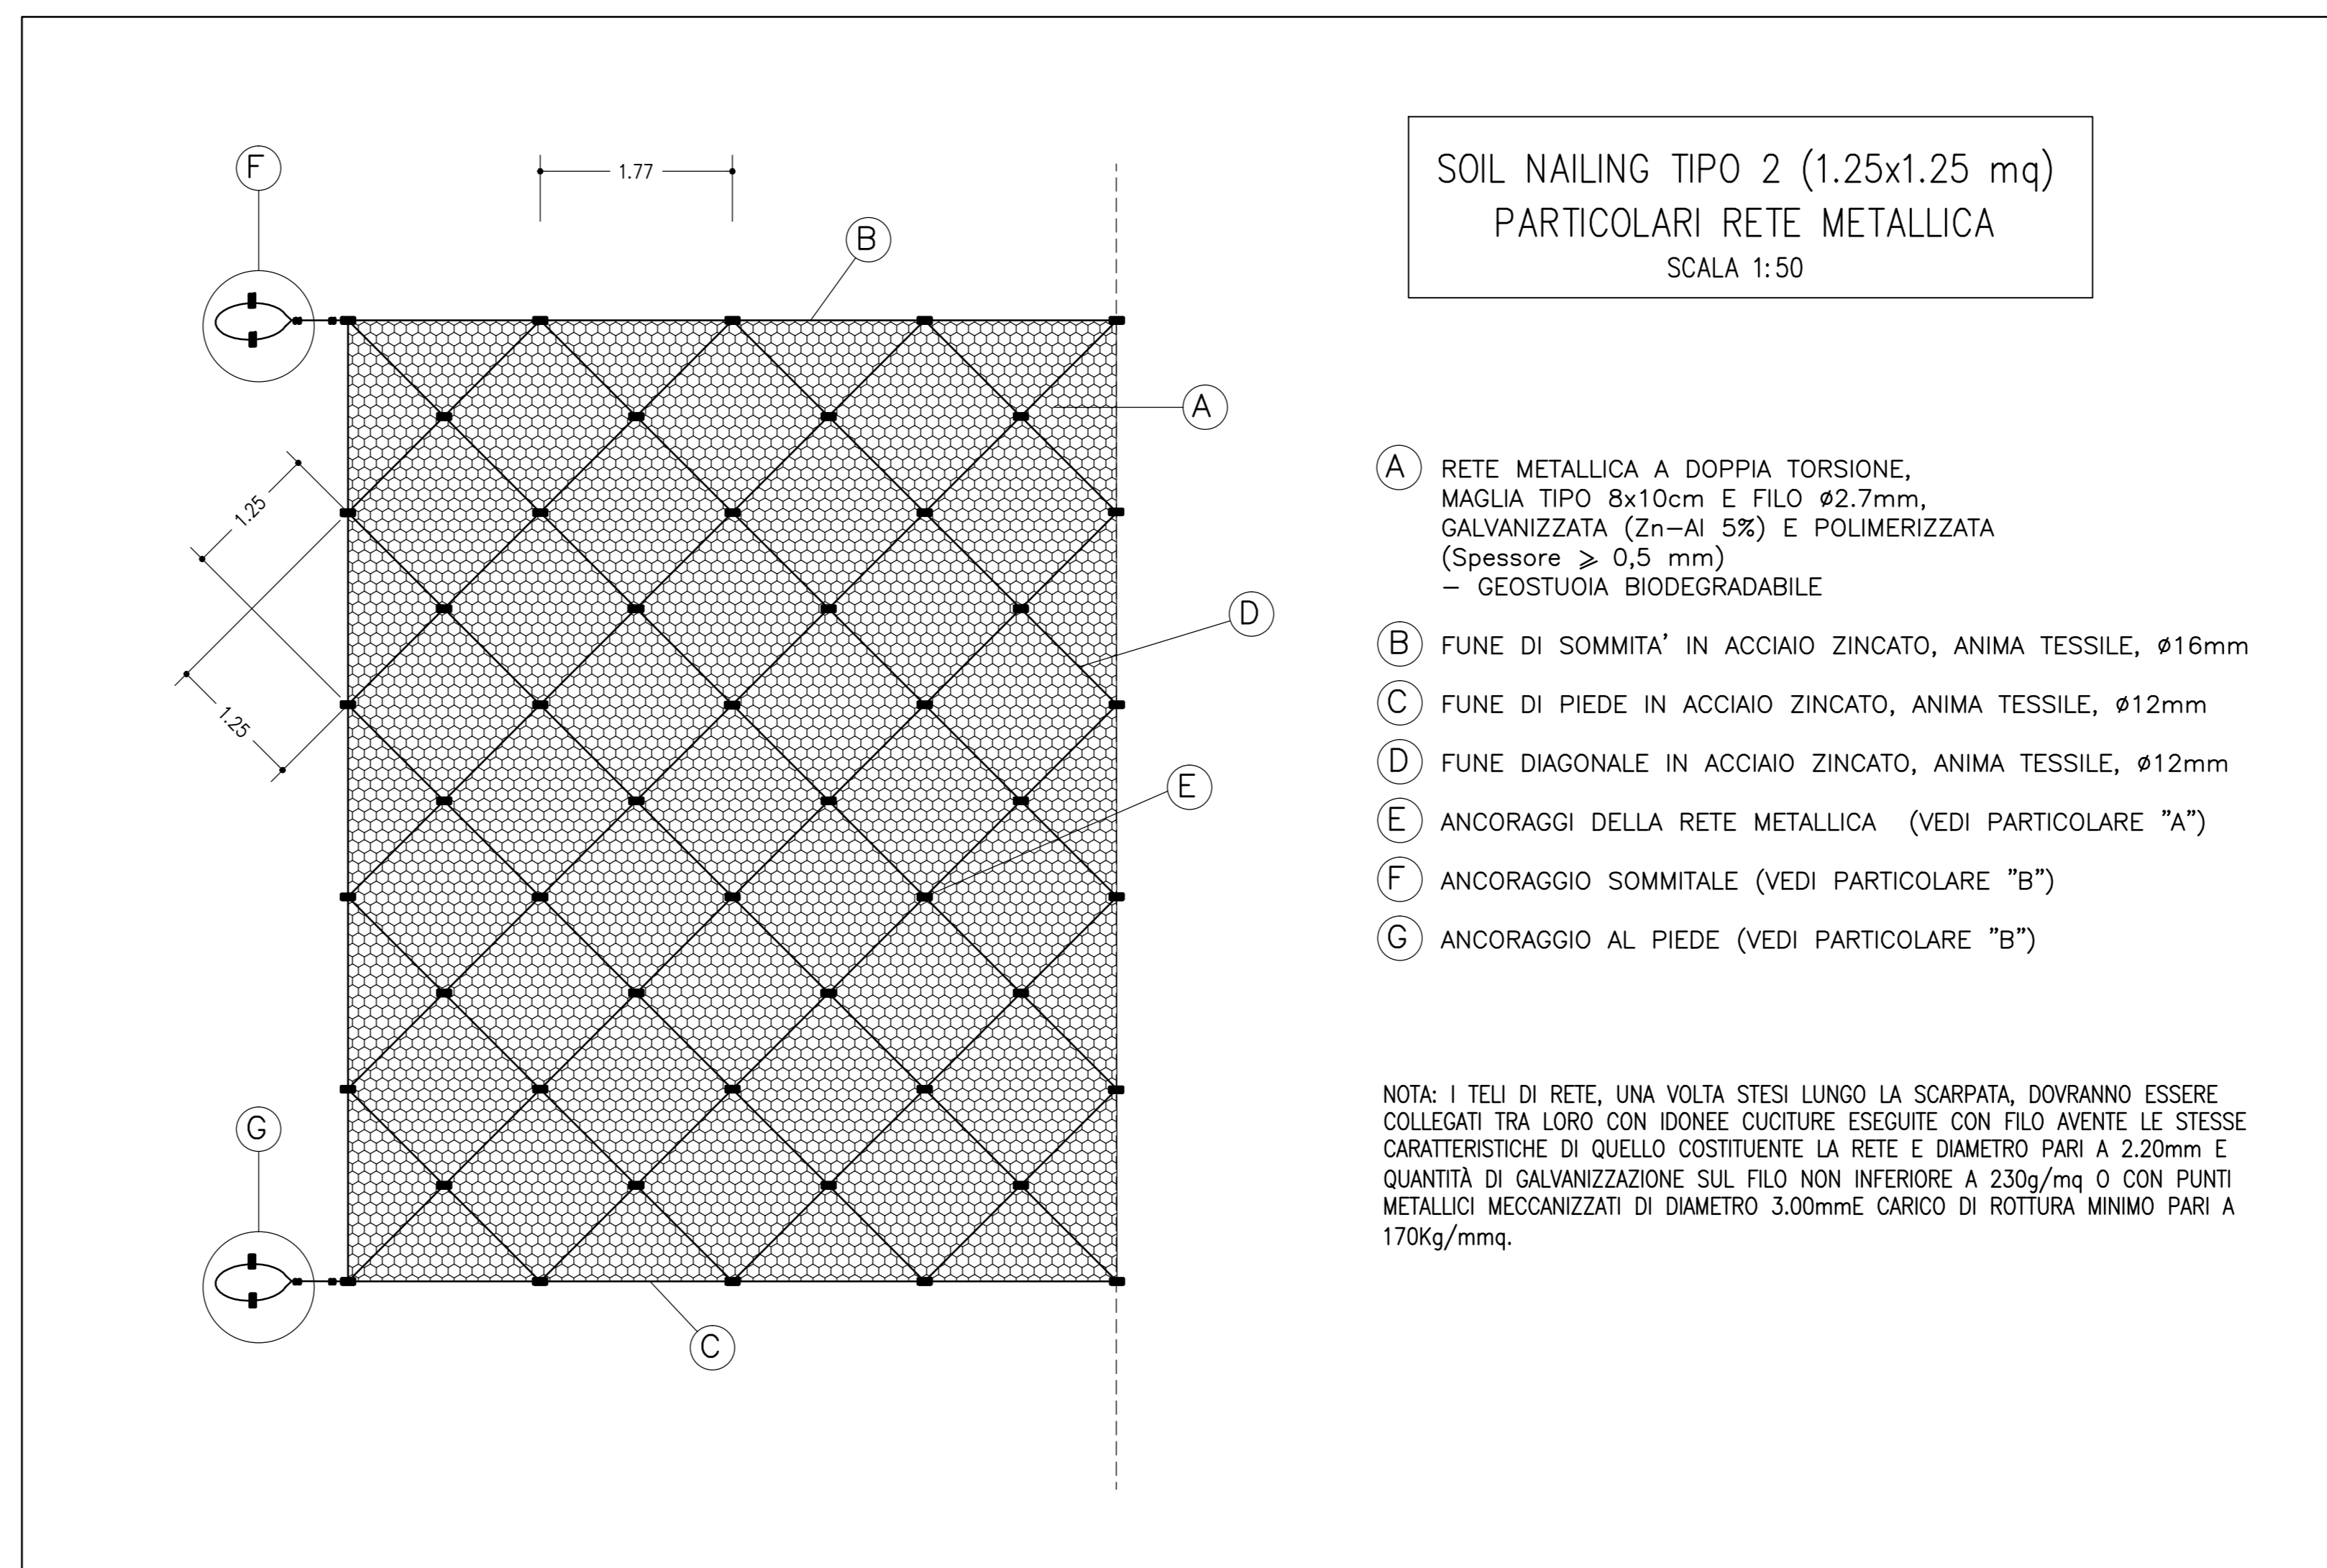 F
1.77
B
SOIL NAILING TIPO 2 (1.25x1.25 mq)
PARTICOLARI RETE METALLICA
SCALA 1:50
A
1.25
D
1.25
E
G
C
A RETE METALLICA A DOPPIA TORSIONE,
MAGLIA TIPO 8x10cm E FILO ø2.7mm,
GALVANIZZATA (Zn-Al 5%) E POLIMERIZZATA
(Spessore ⩾ 0,5 mm)
- GEOSTUOIA BIODEGRADABILE
B FUNE DI SOMMITA' IN ACCIAIO ZINCATO, ANIMA TESSILE, ø16mm
C FUNE DI PIEDE IN ACCIAIO ZINCATO, ANIMA TESSILE, ø12mm
D FUNE DIAGONALE IN ACCIAIO ZINCATO, ANIMA TESSILE, ø12mm
E ANCORAGGI DELLA RETE METALLICA (VEDI PARTICOLARE "A")
F ANCORAGGIO SOMMITALE (VEDI PARTICOLARE "B")
G ANCORAGGIO AL PIEDE (VEDI PARTICOLARE "B")
NOTA: I TELI DI RETE, UNA VOLTA STESI LUNGO LA SCARPATA, DOVRANNO ESSERE
COLLEGATI TRA LORO CON IDONEE CUCITURE ESEGUITE CON FILO AVENTE LE STESSE
CARATTERISTICHE DI QUELLO COSTITUENTE LA RETE E DIAMETRO PARI A 2.20mm E
QUANTITÀ DI GALVANIZZAZIONE SUL FILO NON INFERIORE A 230g/mq O CON PUNTI
METALLICI MECCANIZZATI DI DIAMETRO 3.00mmE CARICO DI ROTTURA MINIMO PARI A
170Kg/mmq.